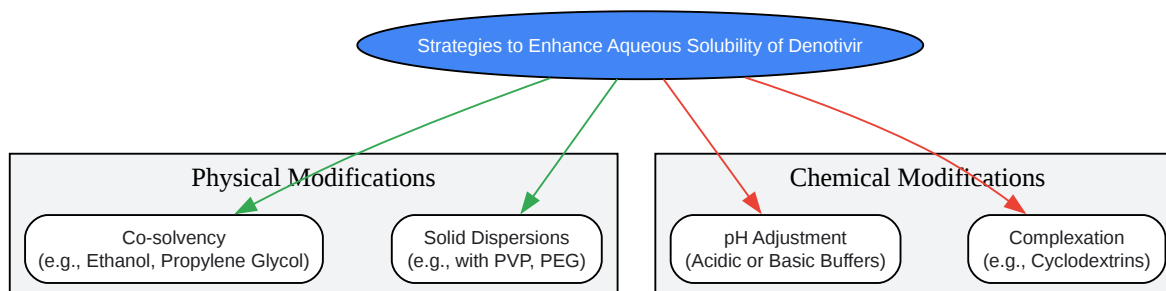 Strategies to Enhance Aqueous Solubility of Denotivir
Physical Modifications
Co-solvency
(e.g., Ethanol, Propylene Glycol)
Solid Dispersions
(e.g., with PVP, PEG)
Chemical Modifications
pH Adjustment
(Acidic or Basic Buffers)
Complexation
(e.g., Cyclodextrins)